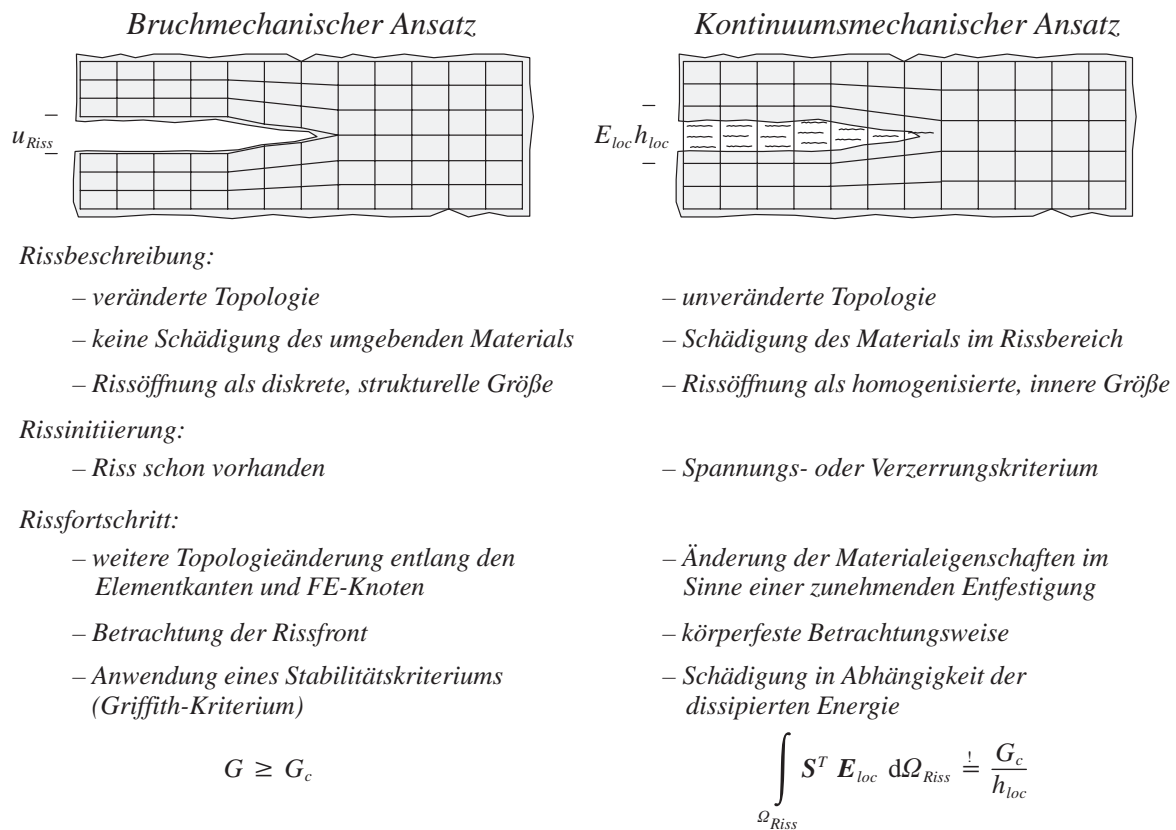 Bruchmechanischer Ansatz
Kontinuumsmechanischer Ansatz
u_Riss
E_loc h_loc
Rissbeschreibung:
– veränderte Topologie
– unveränderte Topologie
– keine Schädigung des umgebenden Materials
– Schädigung des Materials im Rissbereich
– Rissöffnung als diskrete, strukturelle Größe
– Rissöffnung als homogenisierte, innere Größe
Rissinitiierung:
– Riss schon vorhanden
– Spannungs- oder Verzerrungskriterium
Rissfortschritt:
– weitere Topologieänderung entlang den
Elementkanten und FE-Knoten
– Änderung der Materialeigenschaften im
Sinne einer zunehmenden Entfestigung
– Betrachtung der Rissfront
– körperfeste Betrachtungsweise
– Anwendung eines Stabilitätskriteriums
(Griffith-Kriterium)
– Schädigung in Abhängigkeit der
dissipierten Energie
G ≥ G_c
∫_{Ω_Riss} S^T E_loc dΩ_Riss =^! G_c / h_loc